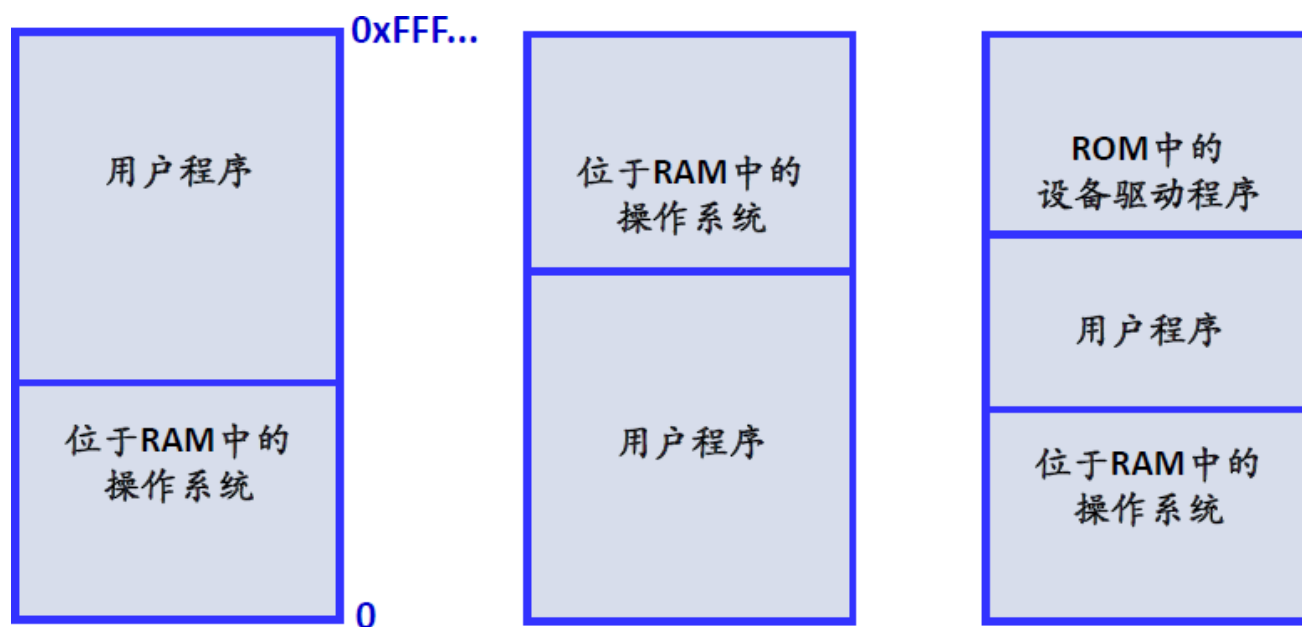 0xFFF...
用户程序
位于RAM中的
操作系统
0
位于RAM中的
操作系统
用户程序
ROM中的
设备驱动程序
用户程序
位于RAM中的
操作系统